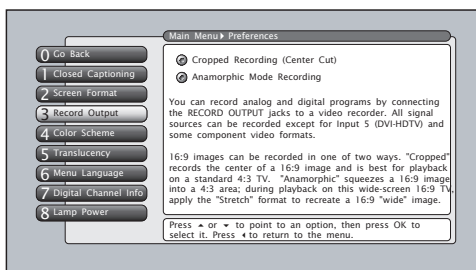 Main Menu Preferences
0 Go Back
1 Closed Captioning
2 Screen Format
3 Record Output
4 Color Scheme
5 Translucency
6 Menu Language
7 Digital Channel Info
8 Lamp Power
Cropped Recording (Center Cut)
Anamorphic Mode Recording
You can record analog and digital programs by connecting
the RECORD OUTPUT jacks to a video recorder. All signal
sources can be recorded except for Input 5 (DVI-HDTV) and
some component video formats.
16:9 images can be recorded in one of two ways. "Cropped"
records the center of a 16:9 image and is best for playback
on a standard 4:3 TV. "Anamorphic" squeezes a 16:9 image
into a 4:3 area; during playback on this wide-screen 16:9 TV,
apply the "Stretch" format to recreate a 16:9 "wide" image.
Press or to point to an option, then press OK to
select it. Press to return to the menu.